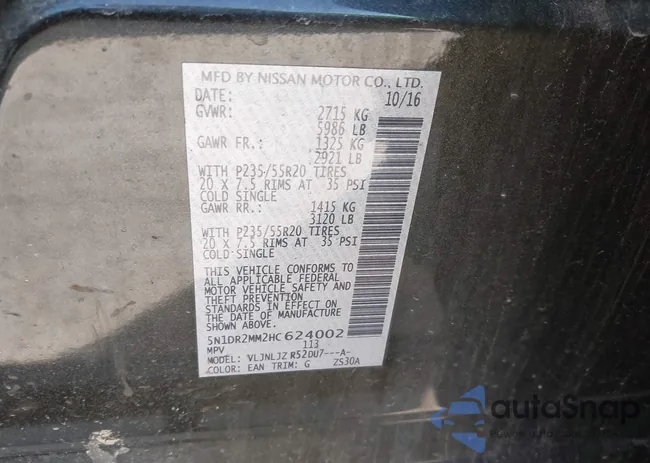 MFD BY NISSAN MOTOR CO., LTD.
DATE: 10/16
GVWR: 2715 KG
5986 LB
GAWR FR.: 1325 KG
2921 LB
WITH P235/55R20 TIRES
20 X 7.5 RIMS AT 35 PSI
COLD SINGLE
GAWR RR.: 1415 KG
3120 LB
WITH P235/55R20 TIRES
20 X 7.5 RIMS AT 35 PSI
COLD SINGLE
THIS VEHICLE CONFORMS TO
ALL APPLICABLE FEDERAL
MOTOR VEHICLE SAFETY AND
THEFT PREVENTION
STANDARDS IN EFFECT ON
THE DATE OF MANUFACTURE
SHOWN ABOVE.
5N1DR2MM2HC624002
MPV 113
MODEL: VLJNLJZ R52DU7---A-
COLOR: EAN TRIM: G ZS30A
autoSnap